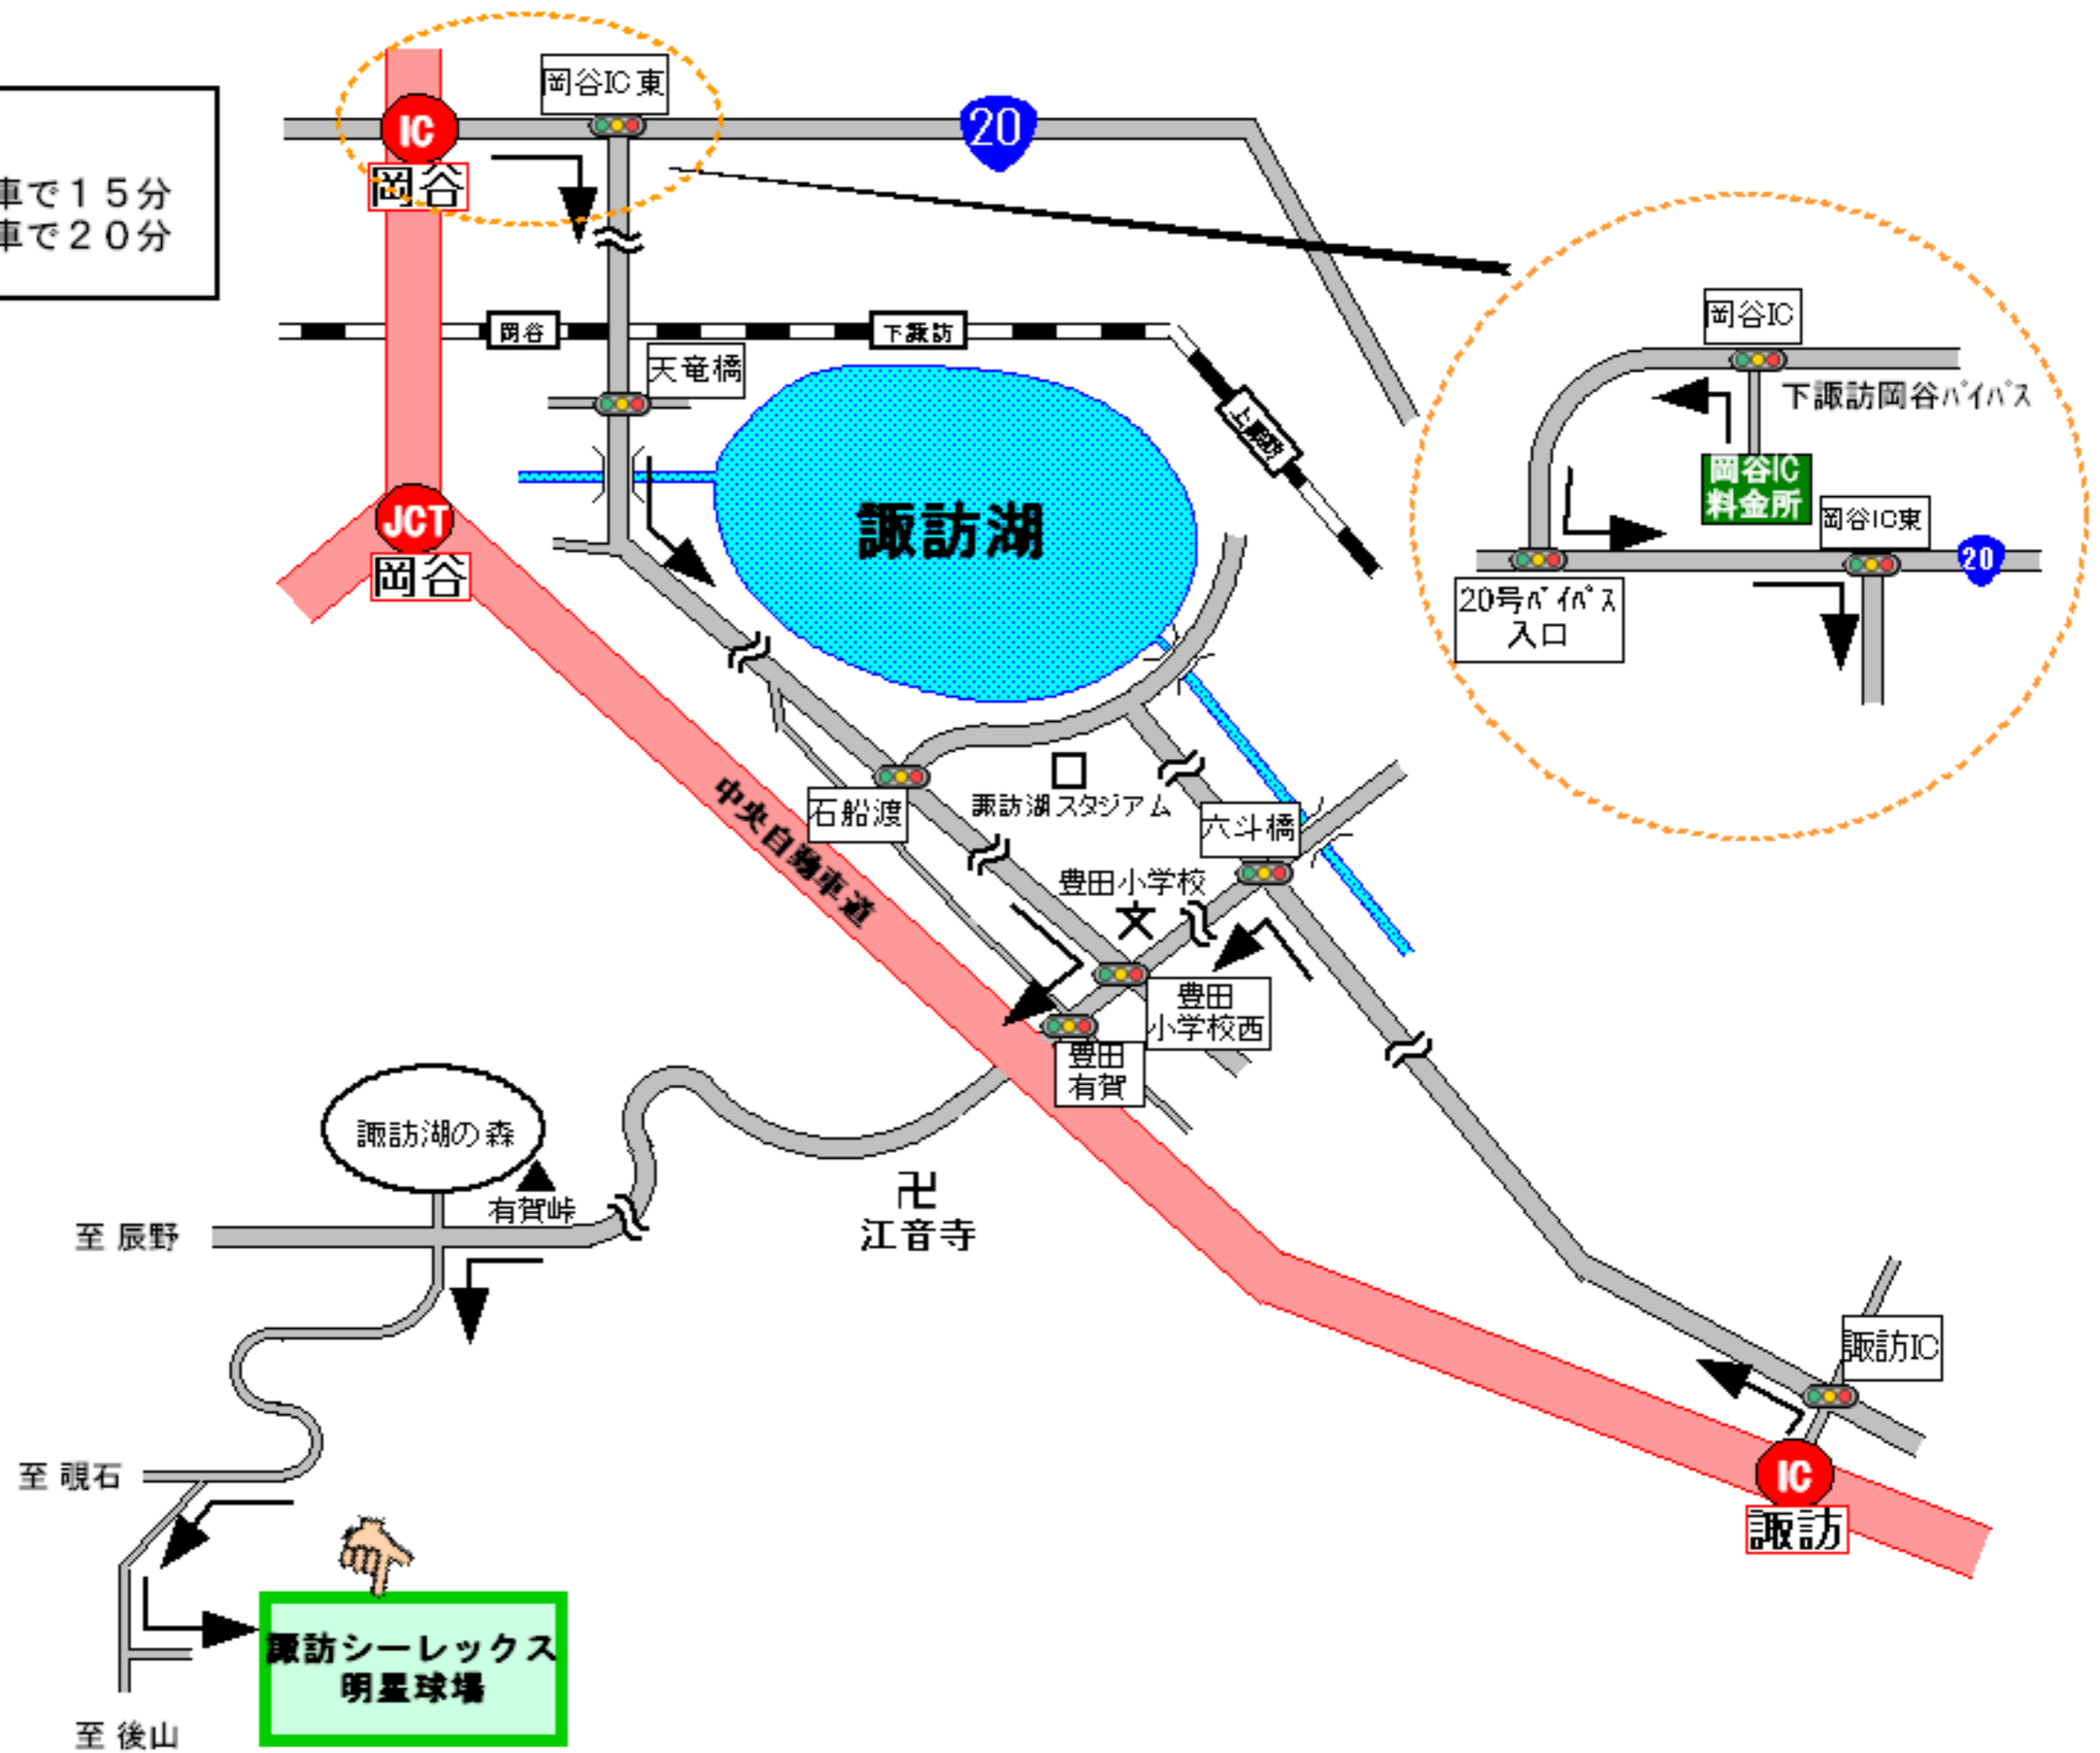 車で１５分
車で２０分
岡谷IC東
IC
岡谷
20
岡谷
下諏訪
天竜橋
上諏訪
諏訪湖
JCT
岡谷
岡谷IC
下諏訪岡谷ﾊﾞｲﾊﾟｽ
岡谷IC
料金所
岡谷IC東
20
20号ﾊﾞｲﾊﾟｽ
入口
中央自動車道
石船渡
諏訪湖スタジアム
六斗橋
豊田小学校
文
豊田
小学校西
豊田
有賀
諏訪湖の森
有賀峠
至 辰野
卍
江音寺
諏訪IC
IC
諏訪
至 覗石
諏訪シーレックス
明星球場
至 後山